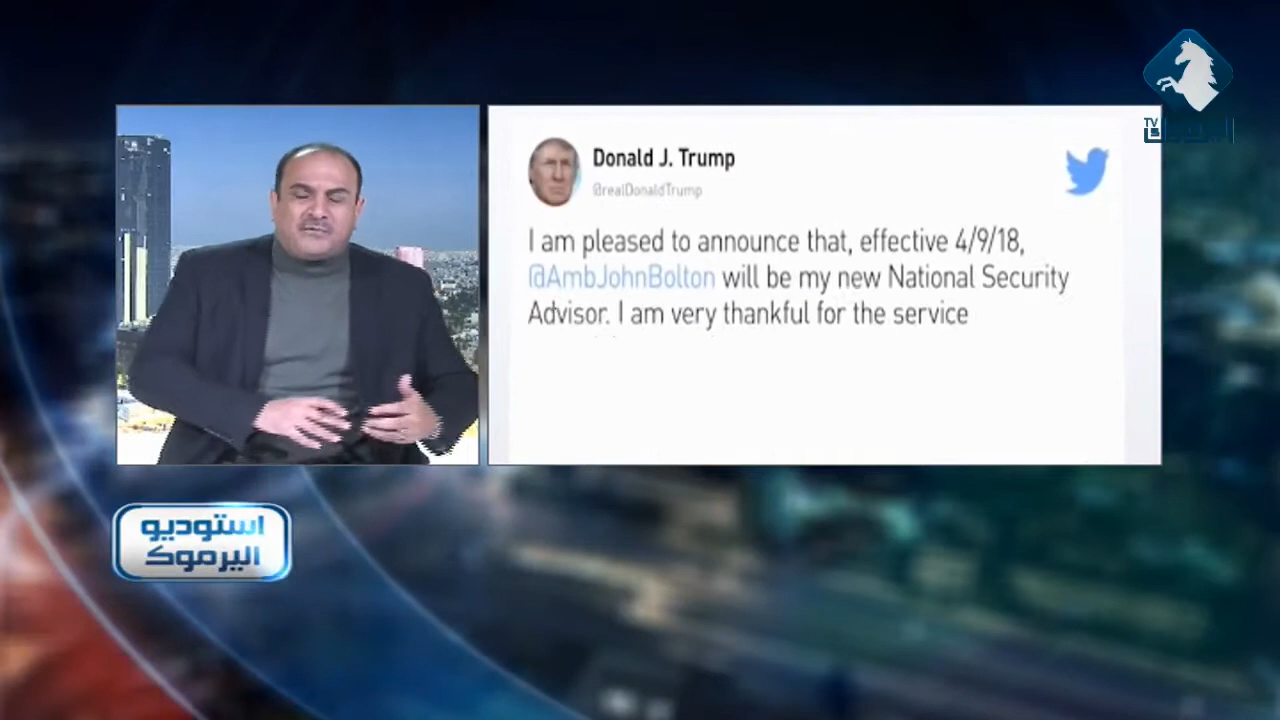 Donald J. Trump
@realDonaldTrump
I am pleased to announce that, effective 4/9/18,
@AmbJohnBolton will be my new National Security
Advisor. I am very thankful for the service
TV
استوديو
اليرموك